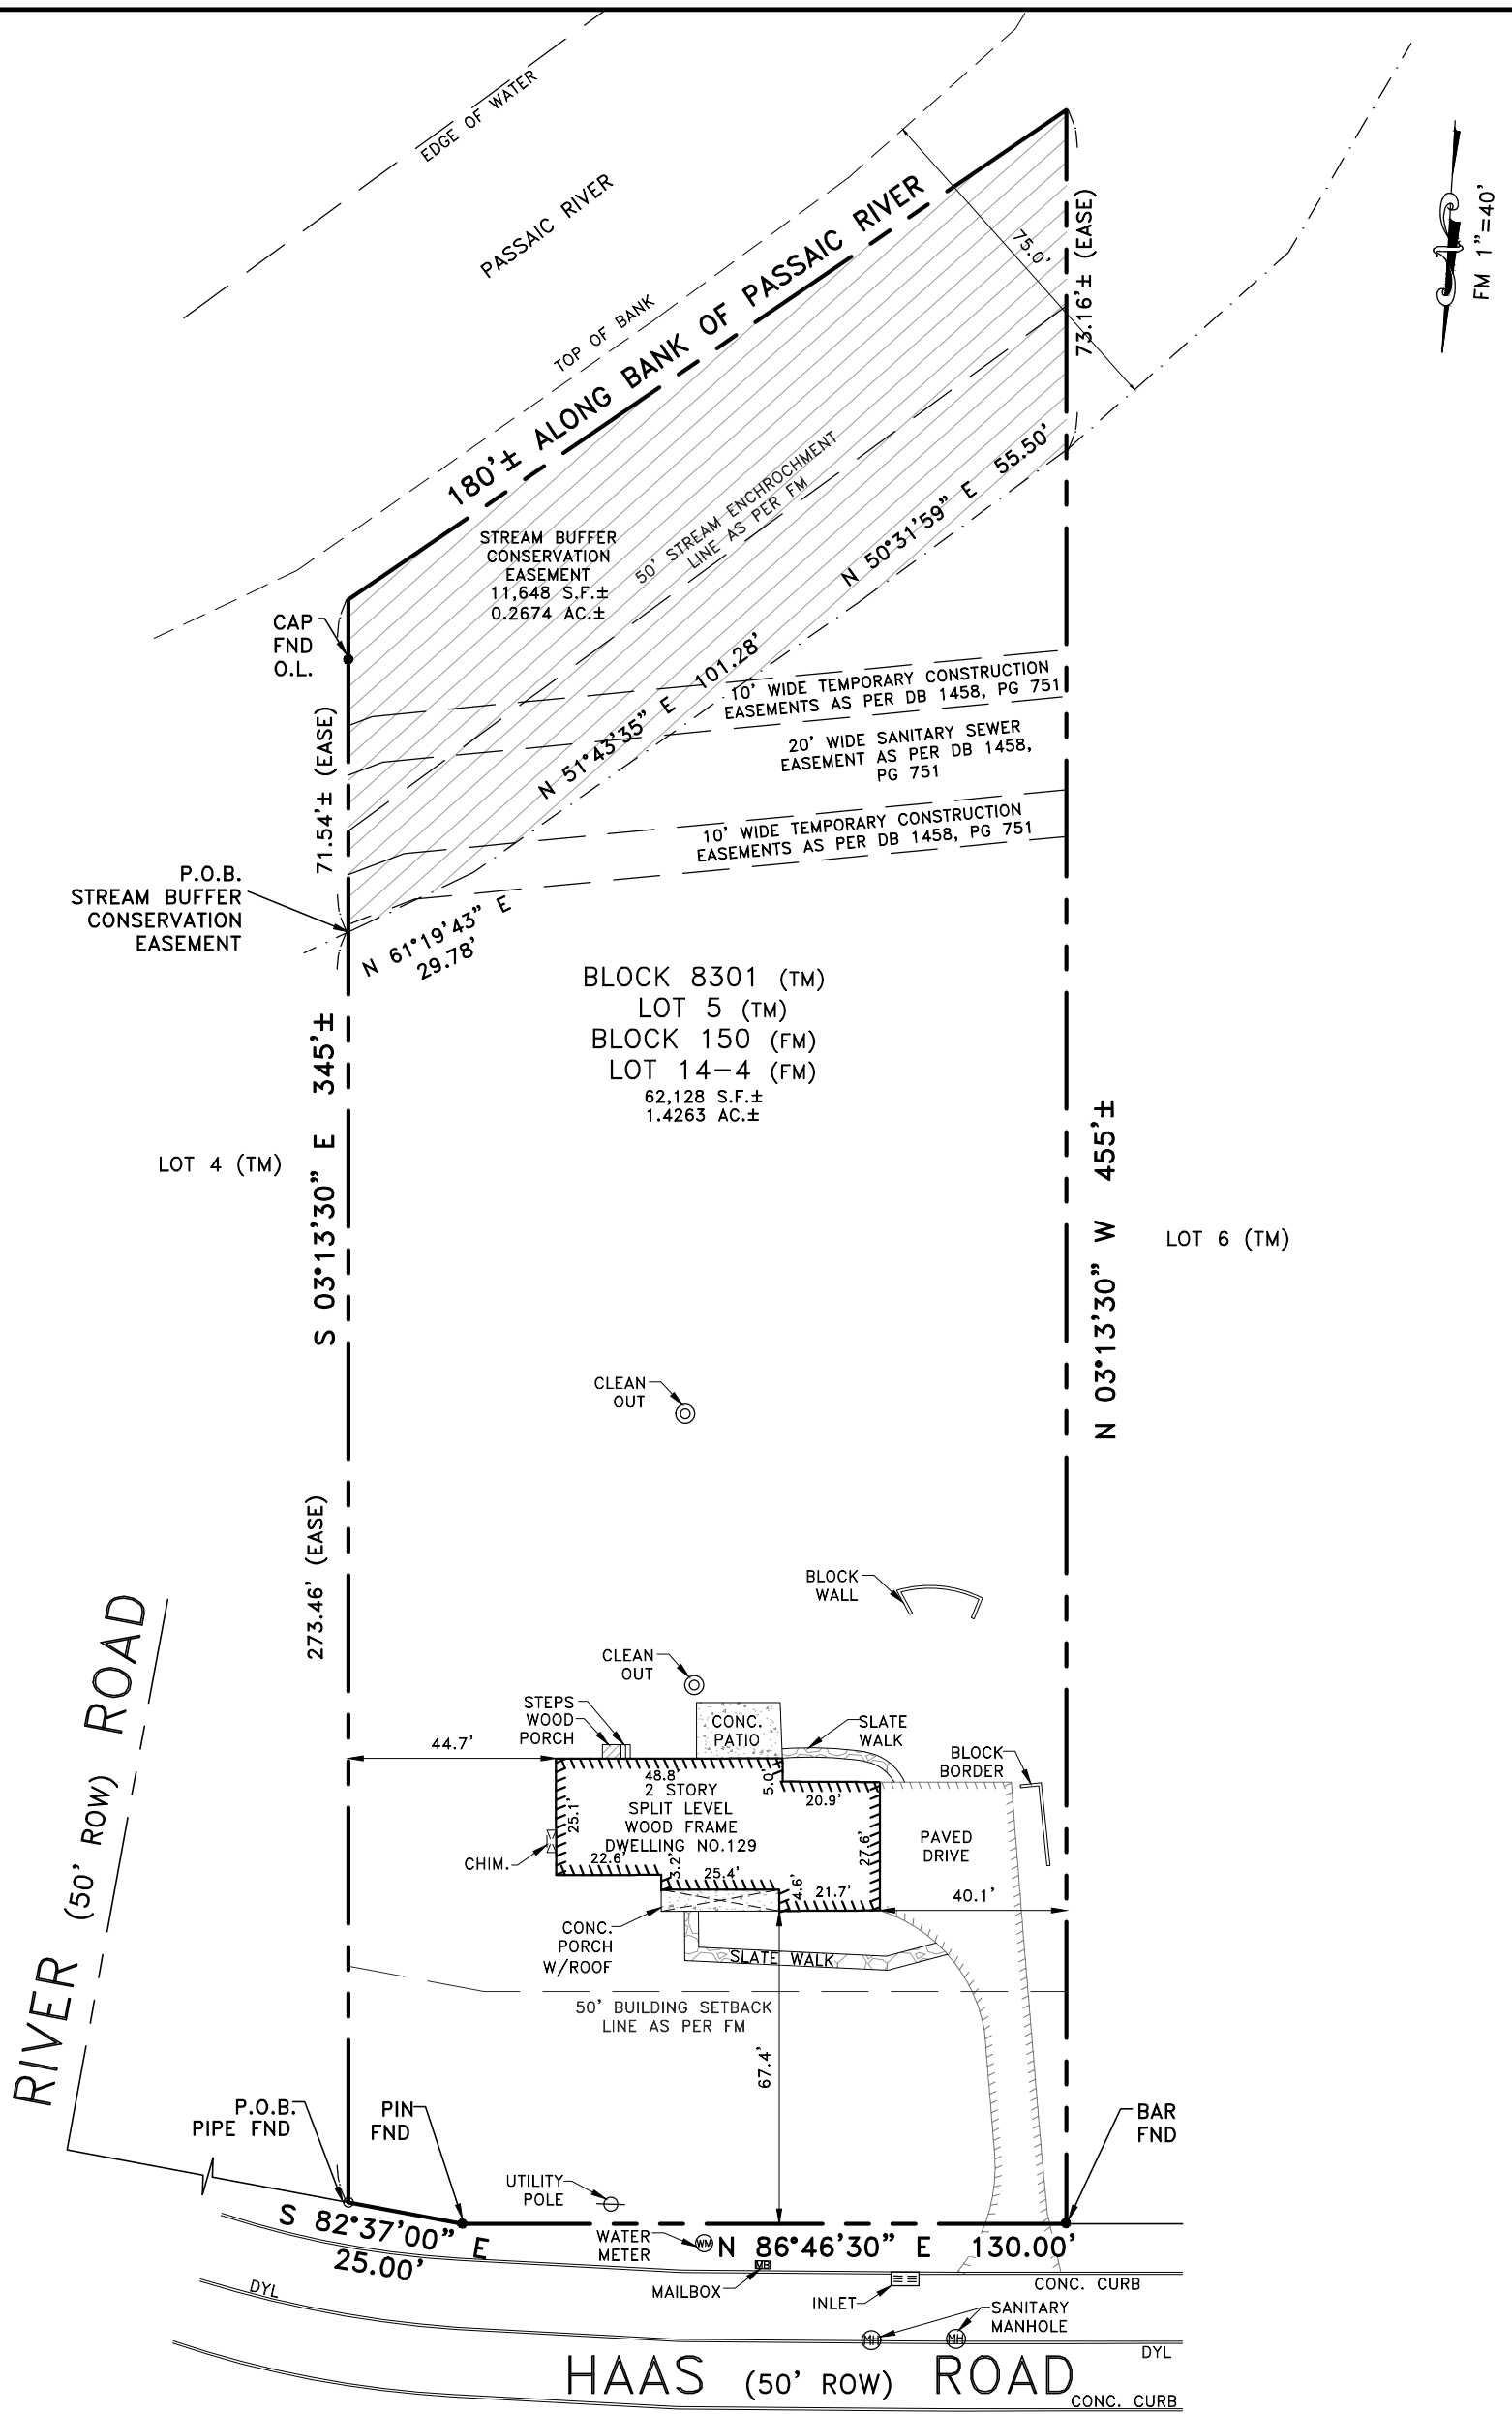 EDGE OF WATER
PASSAIC RIVER
TOP OF BANK
180'± ALONG BANK OF PASSAIC RIVER
75.0'
73.16'± (EASE)
FM 1"=40'
STREAM BUFFER
CONSERVATION
EASEMENT
11,648 S.F.±
0.2674 AC.±
50' STREAM ENCHROCHMENT
LINE AS PER FM
N 50°31'59" E 55.50'
CAP
FND
O.L.
N 51°43'35" E 101.28'
10' WIDE TEMPORARY CONSTRUCTION
EASEMENTS AS PER DB 1458, PG 751
20' WIDE SANITARY SEWER
EASEMENT AS PER DB 1458,
PG 751
10' WIDE TEMPORARY CONSTRUCTION
EASEMENTS AS PER DB 1458, PG 751
71.54'± (EASE)
P.O.B.
STREAM BUFFER
CONSERVATION
EASEMENT
N 61°19'43" E
29.78'
BLOCK 8301 (TM)
LOT 5 (TM)
BLOCK 150 (FM)
LOT 14-4 (FM)
62,128 S.F.±
1.4263 AC.±
S 03°13'30" E 345'±
N 03°13'30" W 455'±
LOT 4 (TM)
LOT 6 (TM)
CLEAN
OUT
273.46' (EASE)
BLOCK
WALL
CLEAN
OUT
STEPS
WOOD
PORCH
CONC.
PATIO
SLATE
WALK
BLOCK
BORDER
44.7'
48.8'
5.0'
20.9'
2 STORY
SPLIT LEVEL
WOOD FRAME
DWELLING NO.129
25.1'
27.6'
PAVED
DRIVE
CHIM.
22.6'
3.2'
25.4'
4.6'
21.7'
40.1'
CONC.
PORCH
W/ROOF
SLATE WALK
50' BUILDING SETBACK
LINE AS PER FM
67.4'
RIVER (50' ROW) ROAD
P.O.B.
PIPE FND
PIN
FND
BAR
FND
UTILITY
POLE
S 82°37'00" E
25.00'
WATER
METER
WM
N 86°46'30" E 130.00'
MAILBOX
MB
INLET
CONC. CURB
DYL
SANITARY
MANHOLE
MH
MH
DYL
HAAS (50' ROW) ROAD
CONC. CURB